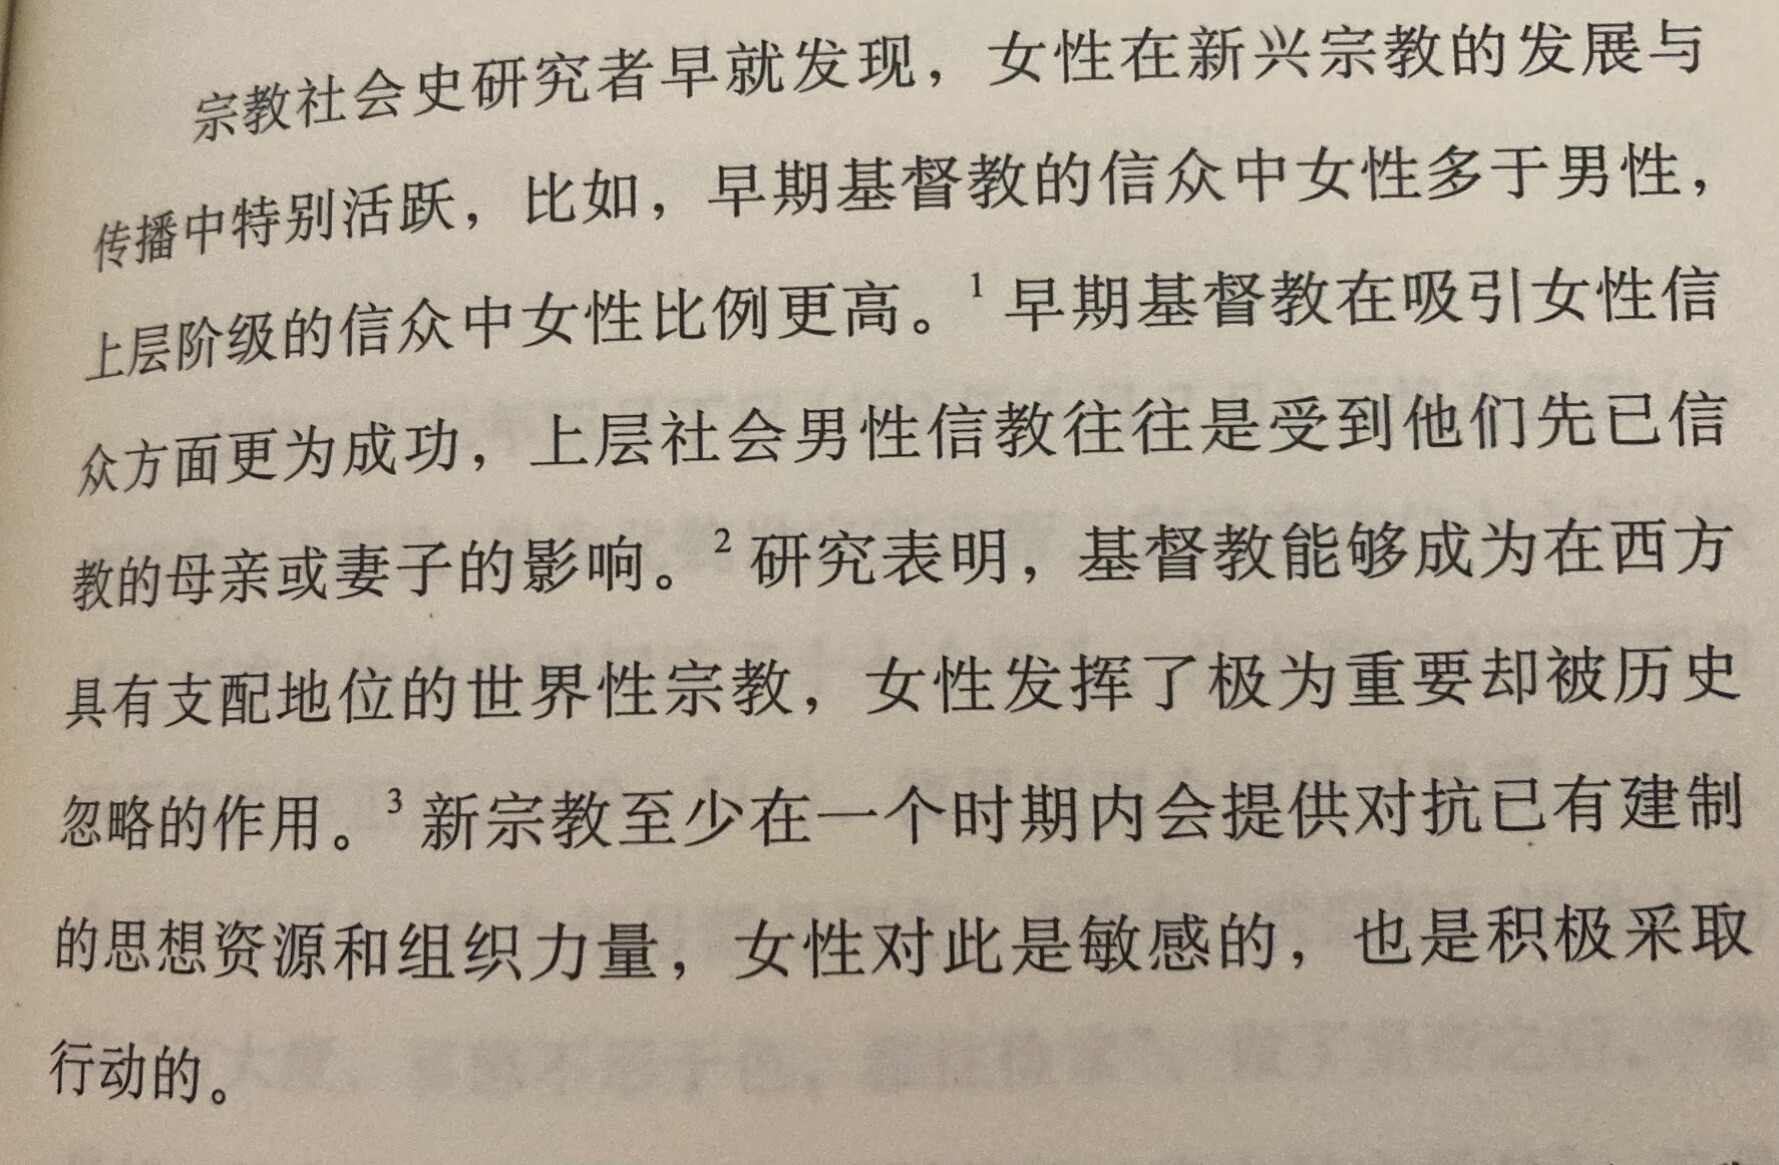 宗教社会史研究者早就发现，女性在新兴宗教的发展与
传播中特别活跃，比如，早期基督教的信众中女性多于男性，
上层阶级的信众中女性比例更高。1 早期基督教在吸引女性信
众方面更为成功，上层社会男性信教往往是受到他们先已信
教的母亲或妻子的影响。2 研究表明，基督教能够成为在西方
具有支配地位的世界性宗教，女性发挥了极为重要却被历史
忽略的作用。3 新宗教至少在一个时期内会提供对抗已有建制
的思想资源和组织力量，女性对此是敏感的，也是积极采取
行动的。